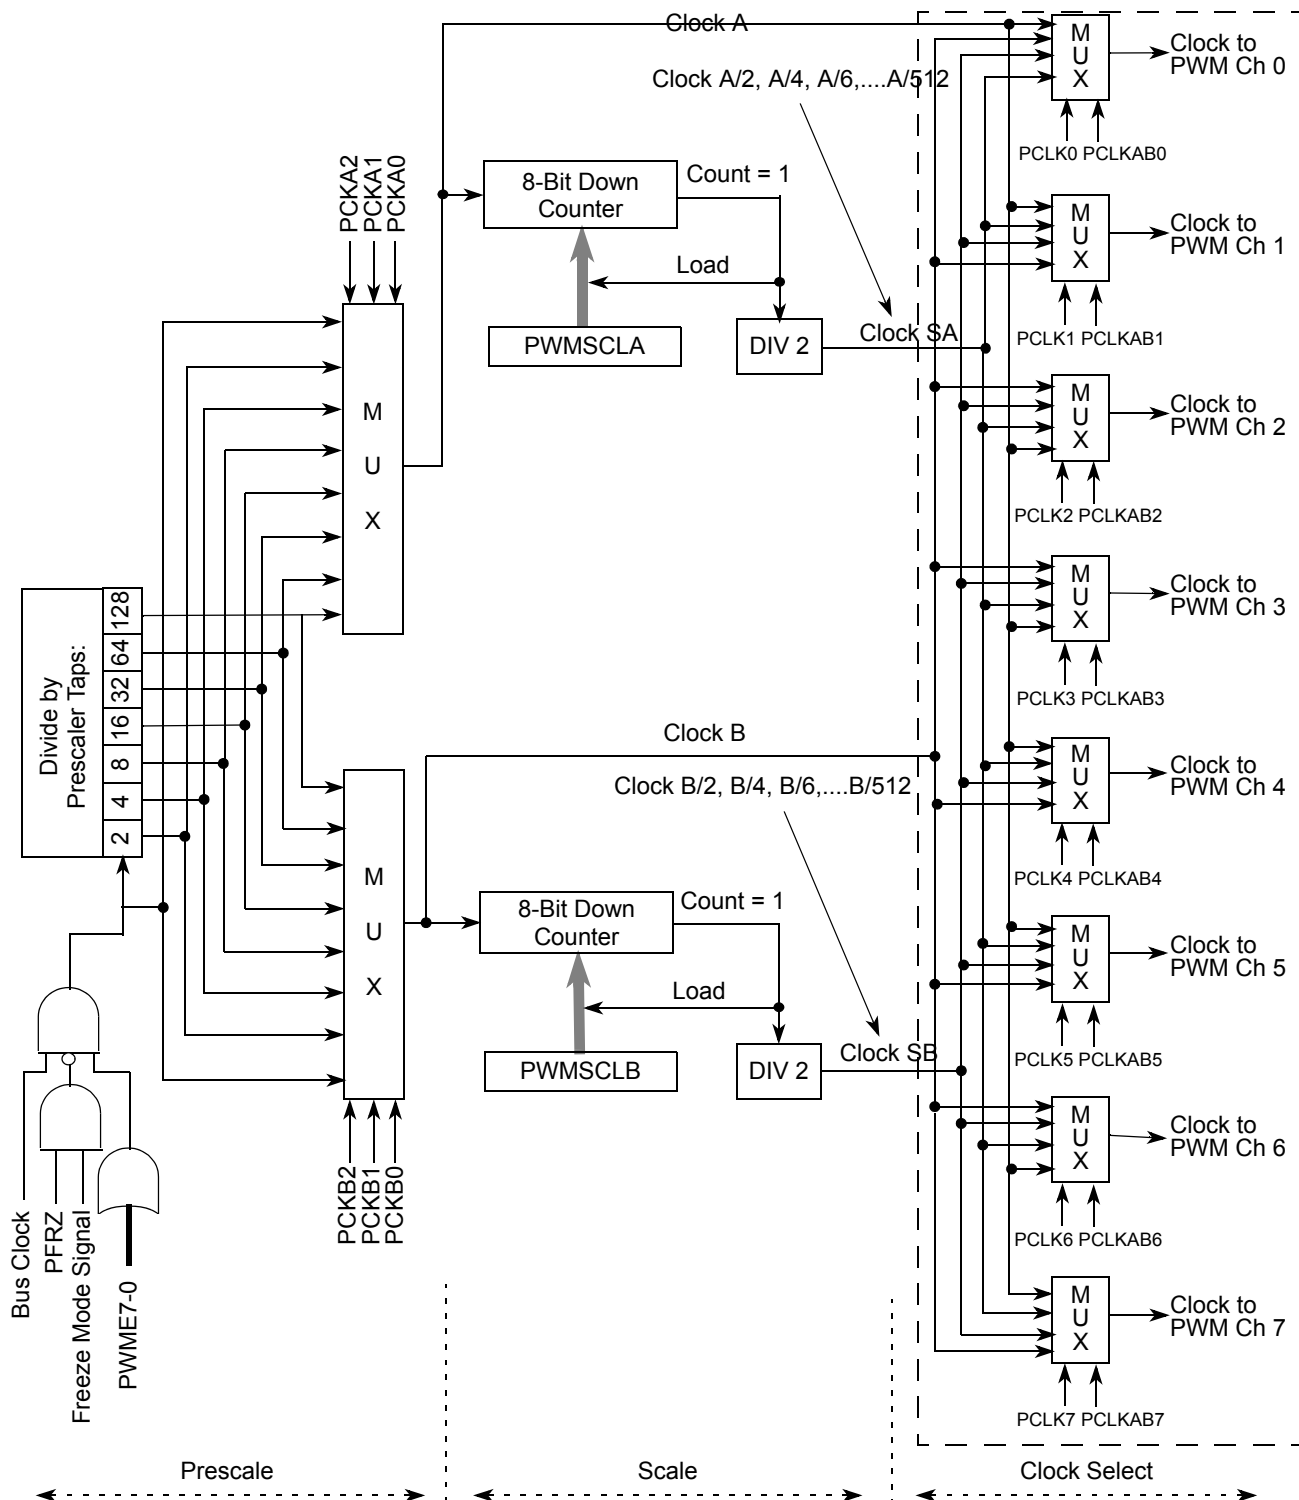 Clock A
Clock A/2, A/4, A/6,....A/512
PCKA2
PCKA1
PCKA0
8-Bit Down
Counter
Count = 1
Load
PWMSCLA
DIV 2
Clock SA
M
U
X
Divide by
Prescaler Taps:
128
64
32
16
8
4
2
Clock B
Clock B/2, B/4, B/6,....B/512
M
U
X
8-Bit Down
Counter
Count = 1
Load
PWMSCLB
DIV 2
Clock SB
PCKB2
PCKB1
PCKB0
Bus Clock
PFRZ
Freeze Mode Signal
PWME7-0
M
U
X
Clock to
PWM Ch 0
PCLK0 PCLKAB0
M
U
X
Clock to
PWM Ch 1
PCLK1 PCLKAB1
M
U
X
Clock to
PWM Ch 2
PCLK2 PCLKAB2
M
U
X
Clock to
PWM Ch 3
PCLK3 PCLKAB3
M
U
X
Clock to
PWM Ch 4
PCLK4 PCLKAB4
M
U
X
Clock to
PWM Ch 5
PCLK5 PCLKAB5
M
U
X
Clock to
PWM Ch 6
PCLK6 PCLKAB6
M
U
X
Clock to
PWM Ch 7
PCLK7 PCLKAB7
Prescale
Scale
Clock Select